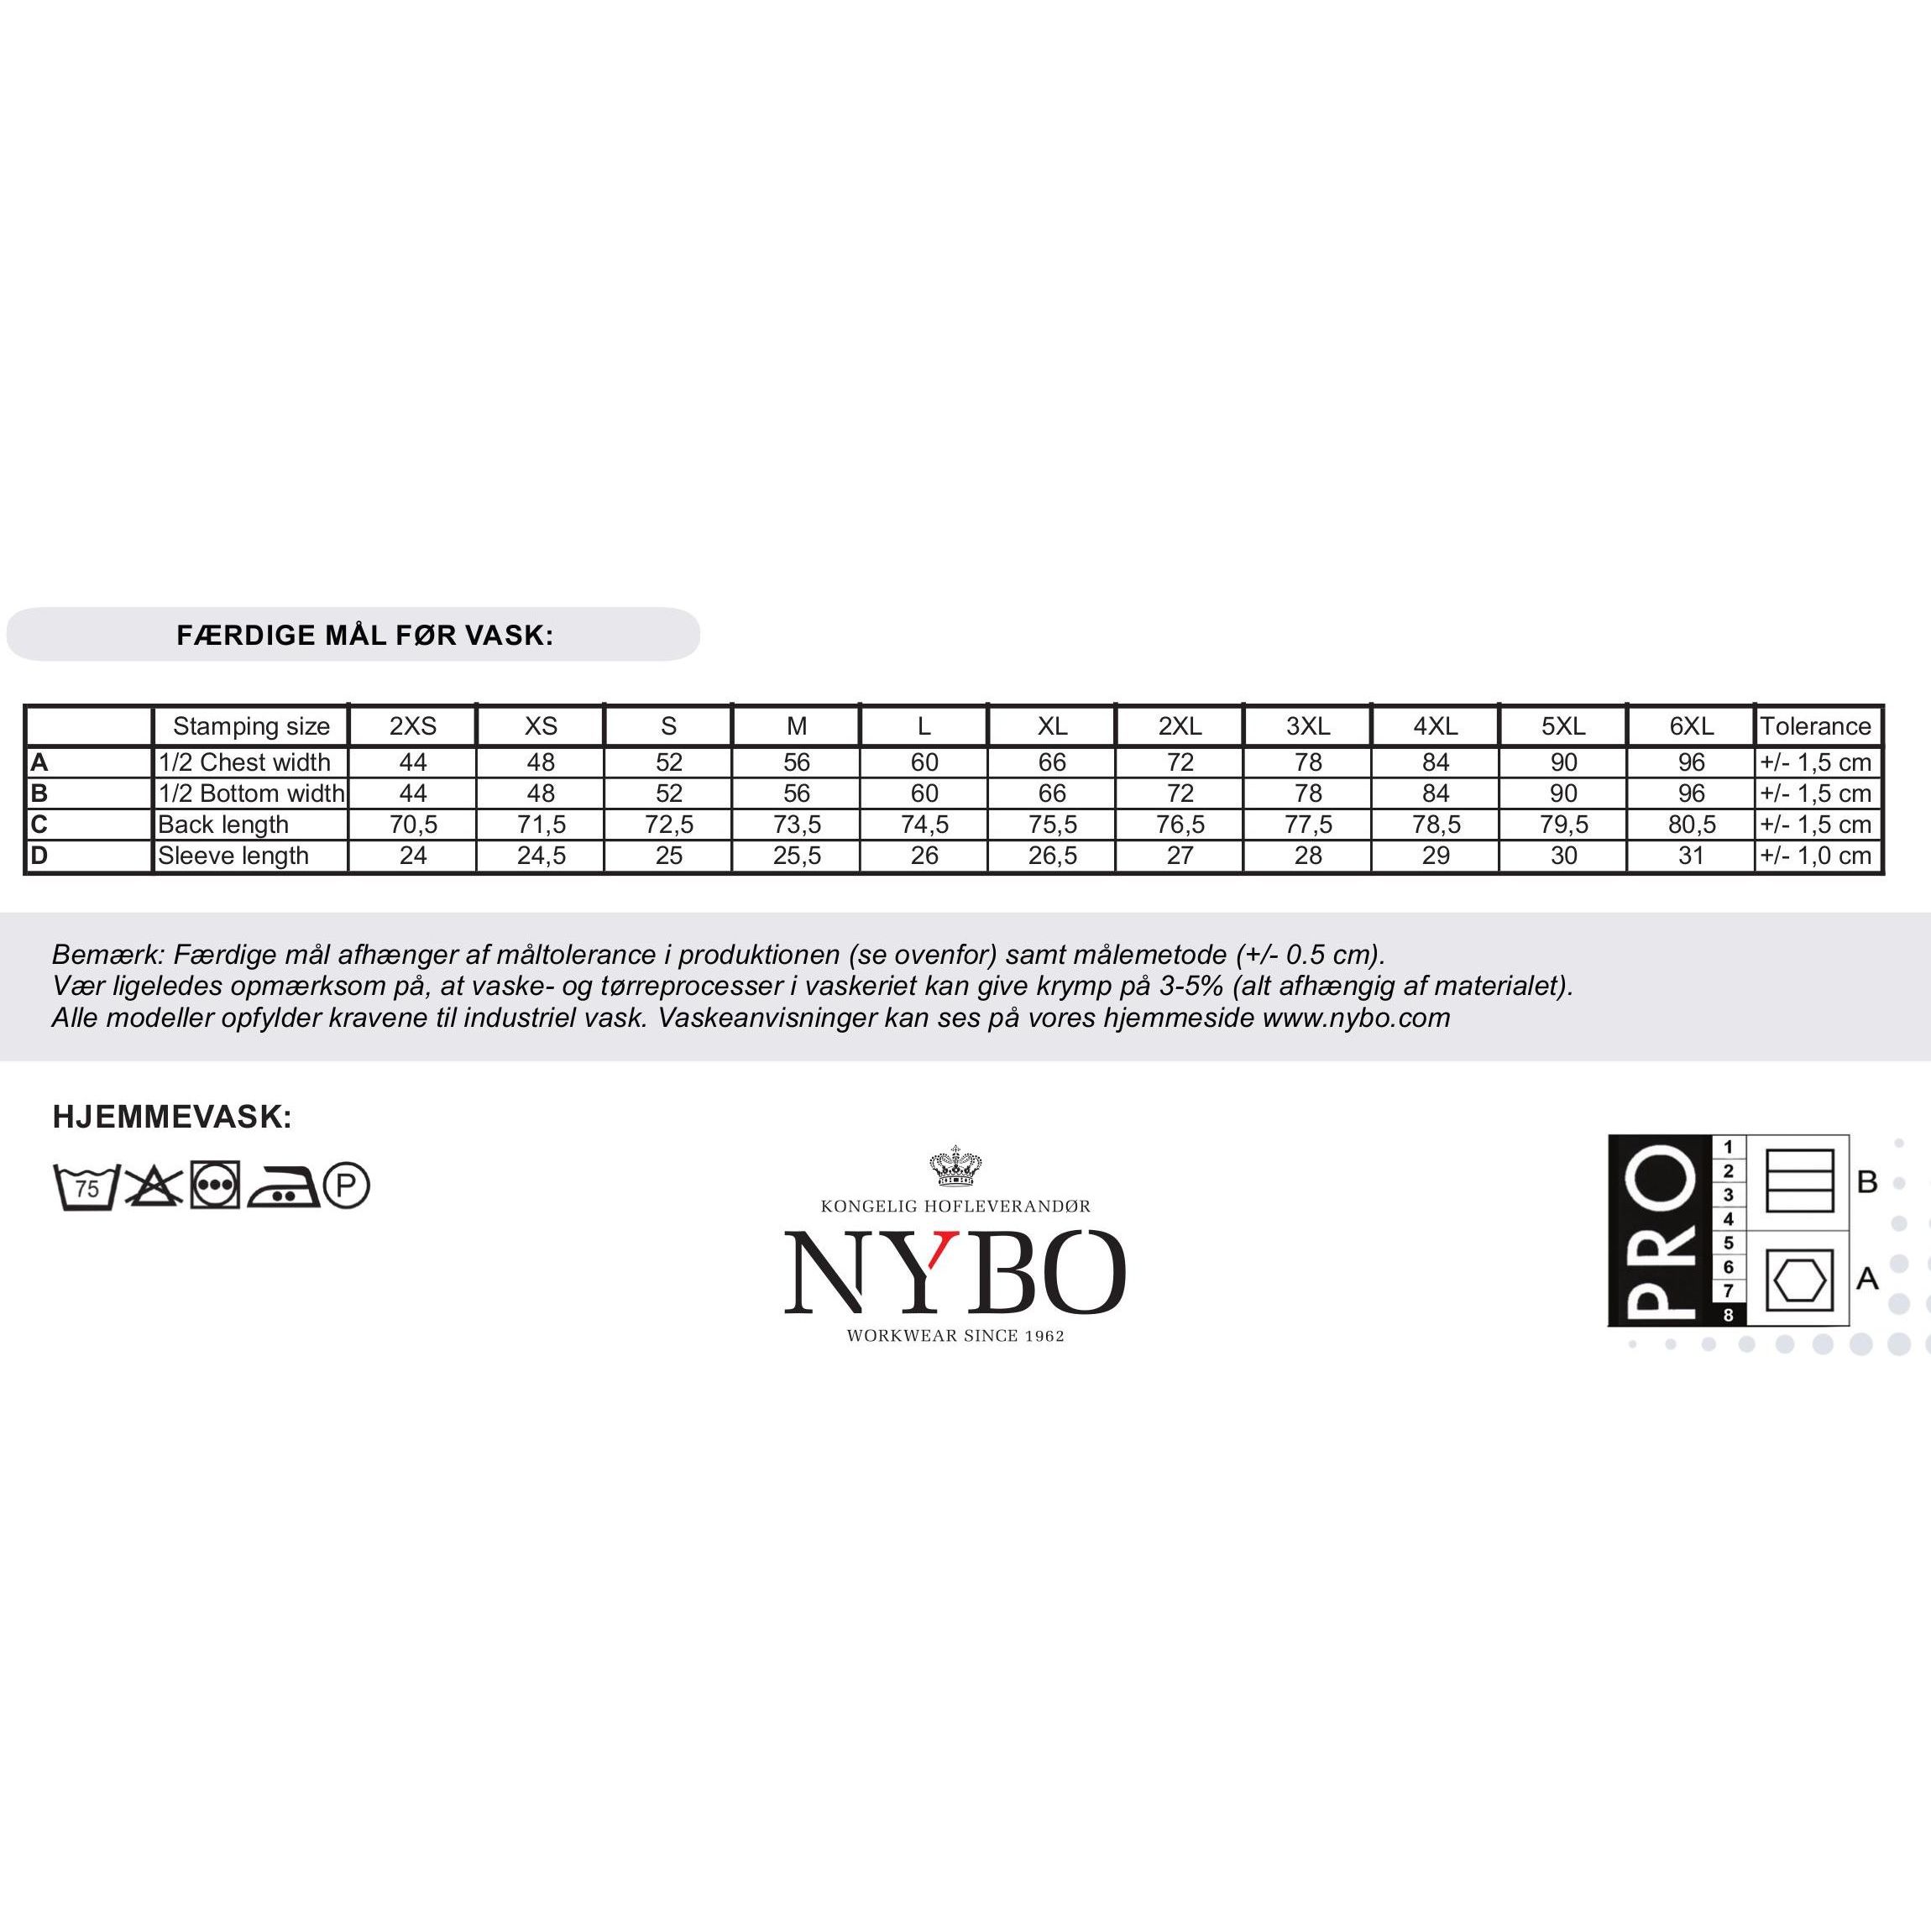 FÆRDIGE MÅL FØR VASK:
Stamping size 2XS XS S M L XL 2XL 3XL 4XL 5XL 6XL Tolerance
A 1/2 Chest width 44 48 52 56 60 66 72 78 84 90 96 +/- 1,5 cm
B 1/2 Bottom width 44 48 52 56 60 66 72 78 84 90 96 +/- 1,5 cm
C Back length 70,5 71,5 72,5 73,5 74,5 75,5 76,5 77,5 78,5 79,5 80,5 +/- 1,5 cm
D Sleeve length 24 24,5 25 25,5 26 26,5 27 28 29 30 31 +/- 1,0 cm
Bemærk: Færdige mål afhænger af måltolerance i produktionen (se ovenfor) samt målemetode (+/- 0.5 cm).
Vær ligeledes opmærksom på, at vaske- og tørreprocesser i vaskeriet kan give krymp på 3-5% (alt afhængig af materialet).
Alle modeller opfylder kravene til industriel vask. Vaskeanvisninger kan ses på vores hjemmeside www.nybo.com
HJEMMEVASK:
75 P
KONGELIG HOFLEVERANDØR
NYBO
WORKWEAR SINCE 1962
PRO
1
2
3
4
5
6
7
8
B
A